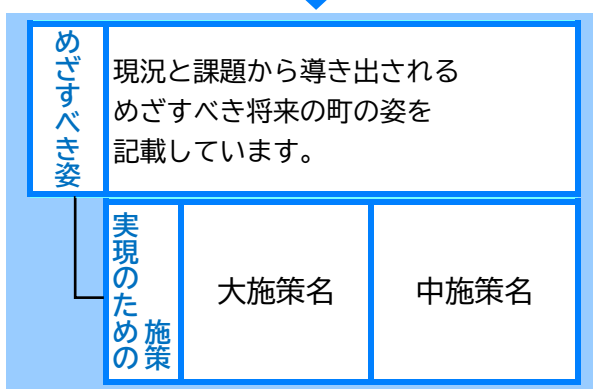 めざすべき姿
現況と課題から導き出される
めざすべき将来の町の姿を
記載しています。
実現のための
施策
大施策名
中施策名